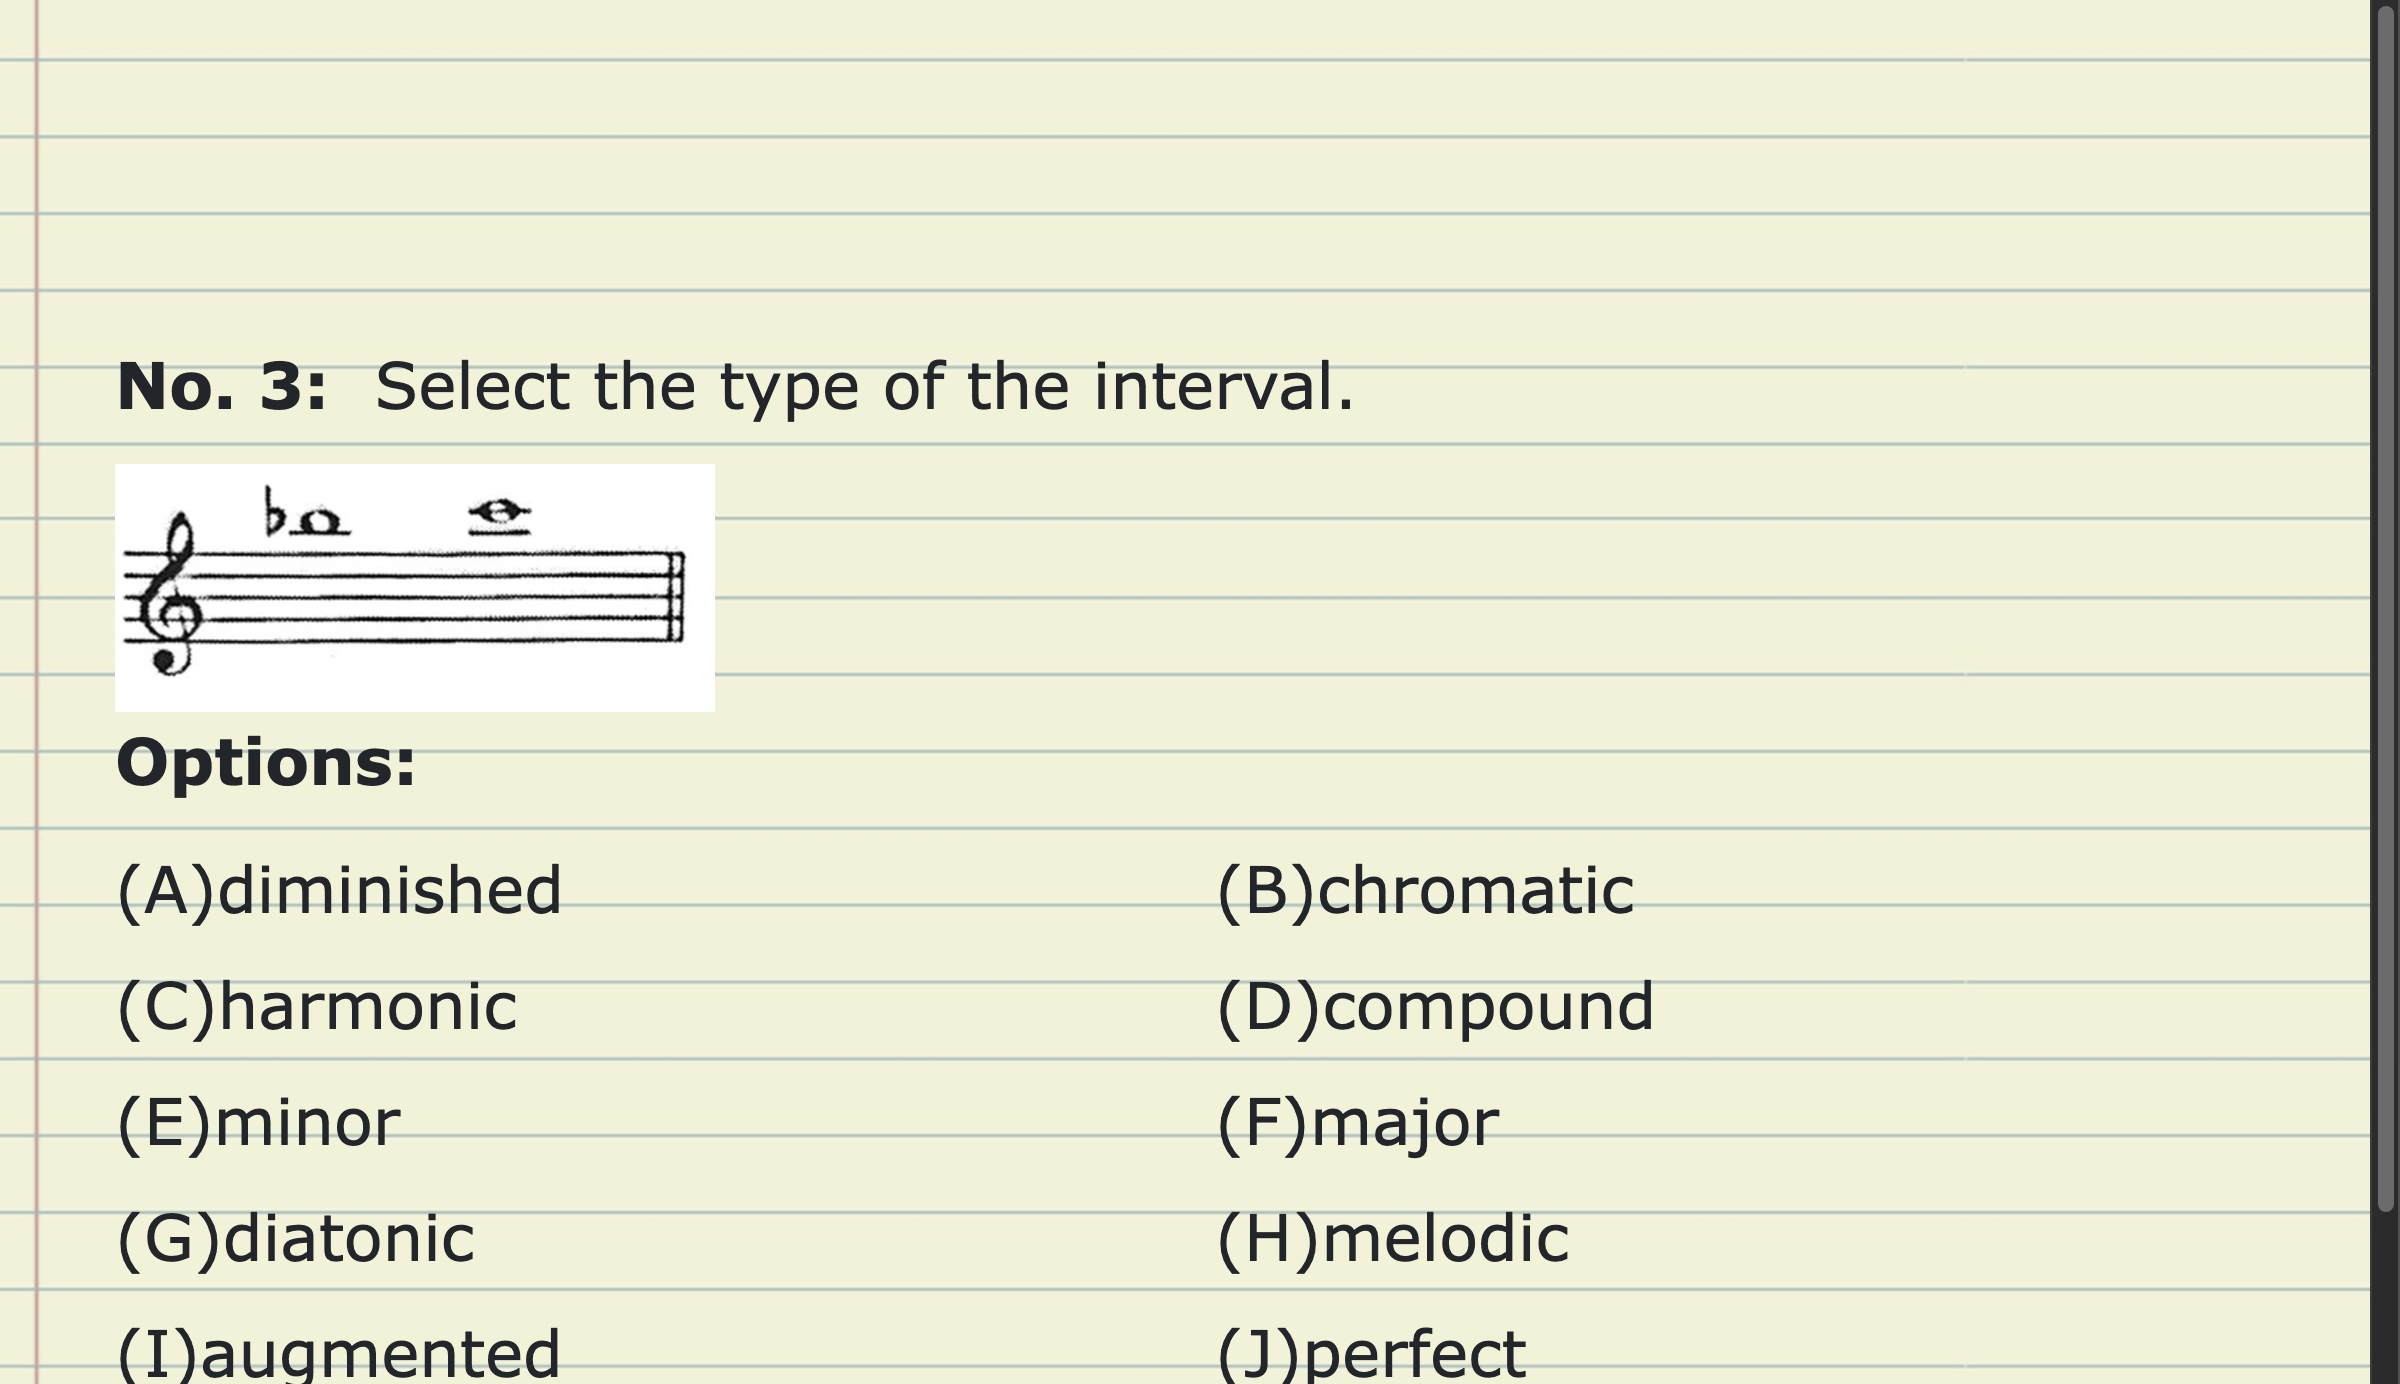 No. 3: Select the type of the interval.
Options:
(A)diminished
(B)chromatic
(C)harmonic
(D)compound
(E)minor
(F)major
(G)diatonic
(H)melodic
(I)augmented
(J)perfect